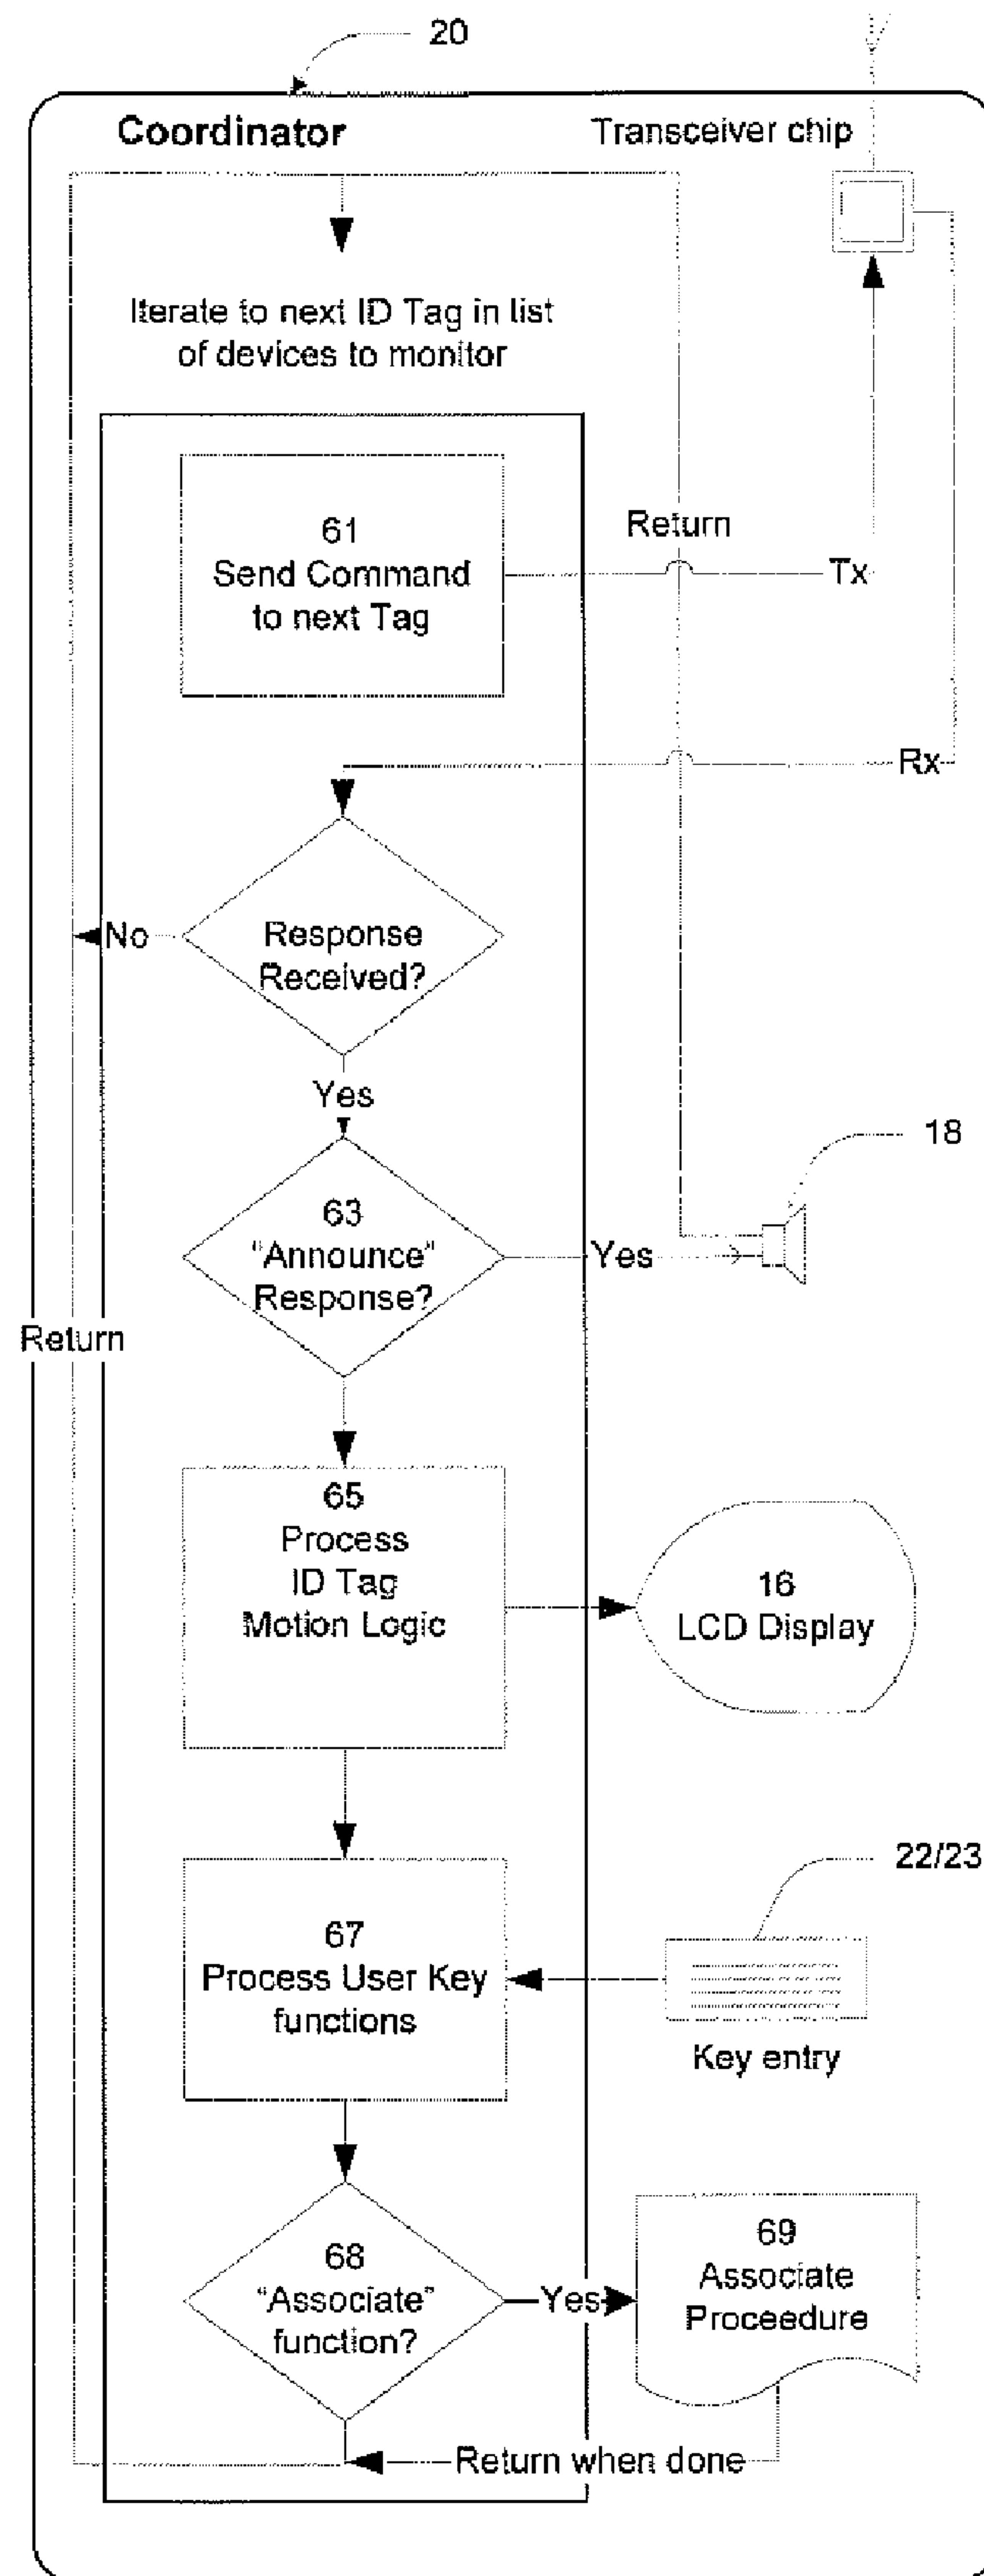 20
Coordinator
Transceiver chip
Iterate to next ID Tag in list
of devices to monitor
61
Send Command
to next Tag
Return
Tx
Rx
Response
Received?
No
Yes
18
63
"Announce"
Response?
Yes
Return
65
Process
ID Tag
Motion Logic
16
LCD Display
22/23
67
Process User Key
functions
Key entry
68
"Associate"
function?
Yes
69
Associate
Proceedure
Return when done